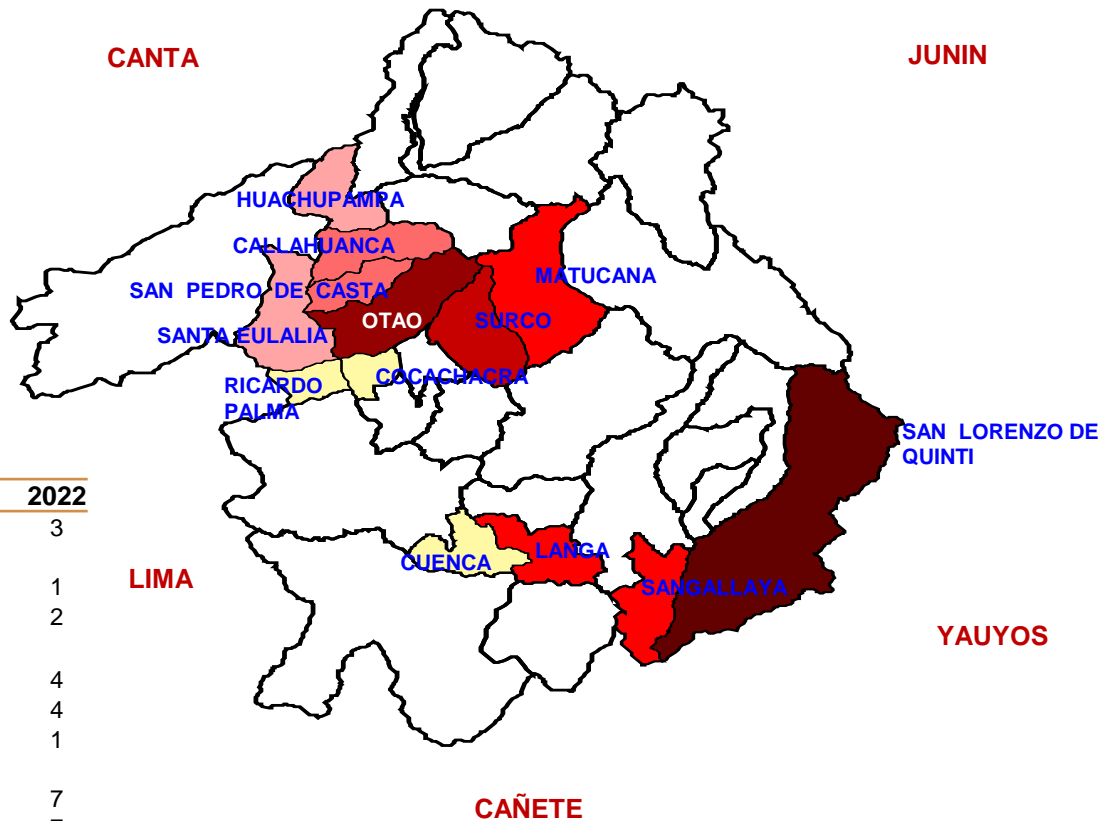 CANTA
JUNIN
HUACHUPAMPA
CALLAHUANCA
MATUCANA
SAN PEDRO DE CASTA
OTAO
SURCO
SANTA EULALIA
COCACHACRA
RICARDO
PALMA
SAN LORENZO DE
QUINTI
2022
3
LANGA
CUENCA
LIMA
1
SANGALLAYA
2
YAUYOS
4
4
1
7
CAÑETE